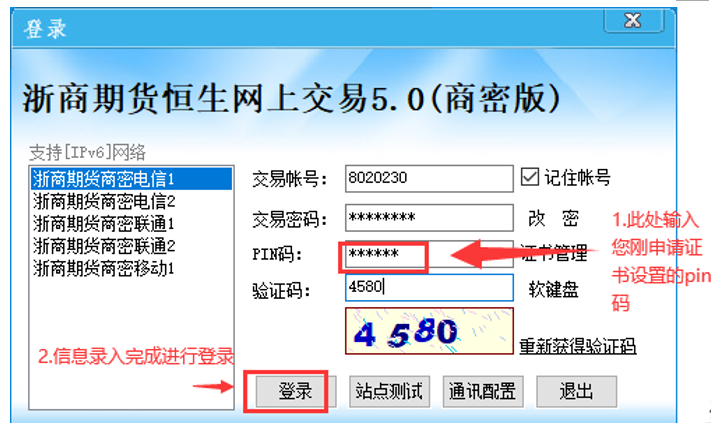 登录
浙商期货恒生网上交易5.0(商密版)
支持[IPv6]网络
浙商期货商密电信1
浙商期货商密电信2
浙商期货商密联通1
浙商期货商密联通2
浙商期货商密移动1
交易帐号: 8020230 记住帐号
交易密码: ******** 改 密
PIN码: ****** 证书管理
验证码: 4580 软键盘
4580 重新获得验证码
1.此处输入
您刚申请证
书设置的pin
码
2.信息录入完成进行登录
登录 站点测试 通讯配置 退出